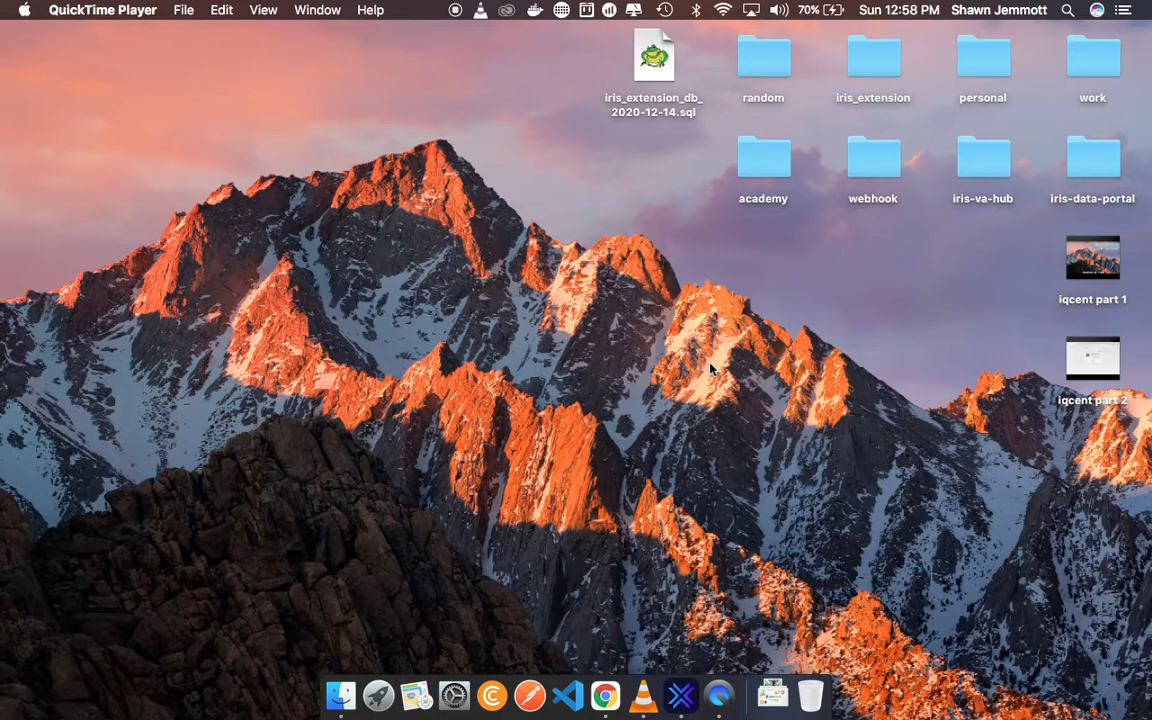 QuickTime Player File Edit View Window Help 70% Sun 12:58 PM Shawn Jemmott
iris_extension_db_
2020-12-14.sql
random
iris_extension
personal
work
academy
webhook
iris-va-hub
iris-data-portal
iqcent part 1
iqcent part 2